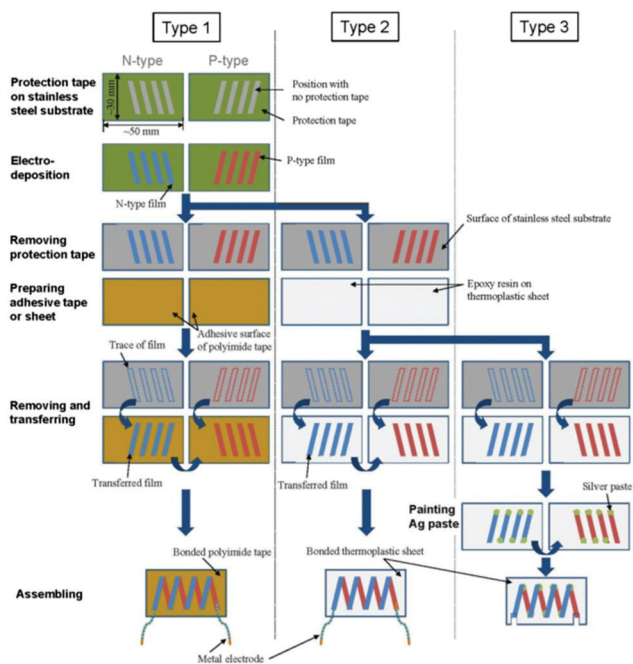 Type 1
Type 2
Type 3
N-type
P-type
Protection tape
on stainless
steel substrate
~30 mm
~50 mm
Position with
no protection tape
Protection tape
Electro-
deposition
P-type film
N-type film
Removing
protection tape
Surface of stainless steel substrate
Preparing
adhesive tape
or sheet
Adhesive surface
of polyimide tape
Epoxy resin on
thermoplastic sheet
Trace of film
Removing and
transferring
Transferred film
Transferred film
Painting
Ag paste
Silver paste
Assembling
Bonded polyimide tape
Bonded thermoplastic sheet
Metal electrode